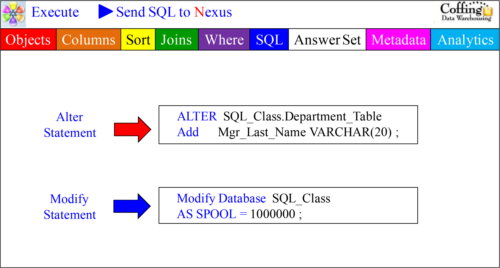 Execute Send SQL to Nexus
Coffing
Data Warehousing
Objects Columns Sort Joins Where SQL Answer Set Metadata Analytics
Alter
Statement
ALTER SQL_Class.Department_Table
Add Mgr_Last_Name VARCHAR(20) ;
Modify
Statement
Modify Database SQL_Class
AS SPOOL = 1000000 ;